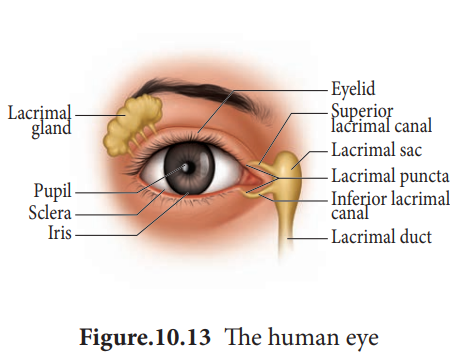 Lacrimal
gland
Pupil
Sclera
Iris
Eyelid
Superior
lacrimal canal
Lacrimal sac
Lacrimal puncta
Inferior lacrimal
canal
Lacrimal duct
Figure.10.13 The human eye